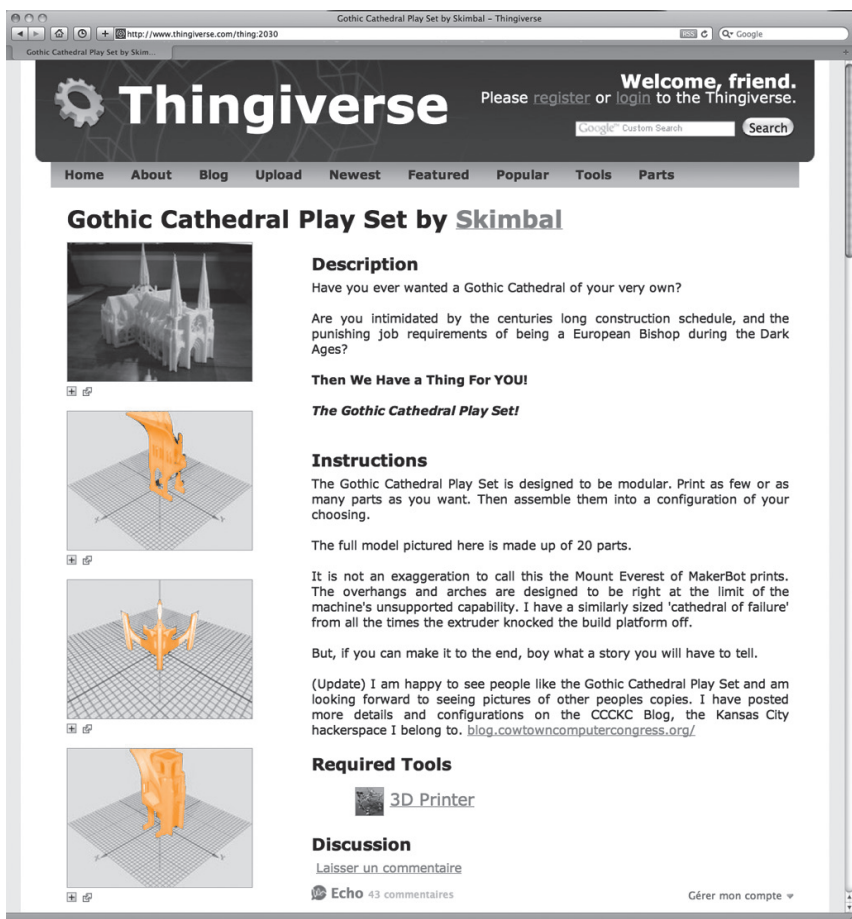 Gothic Cathedral Play Set by Skimbal – Thingiverse
http://www.thingiverse.com/thing:2030
RSS
Google
Gothic Cathedral Play Set by Skim...
Thingiverse
Welcome, friend.
Please register or login to the Thingiverse.
Google™ Custom Search
Search
Home About Blog Upload Newest Featured Popular Tools Parts
Gothic Cathedral Play Set by Skimbal
Description
Have you ever wanted a Gothic Cathedral of your very own?
Are you intimidated by the centuries long construction schedule, and the
punishing job requirements of being a European Bishop during the Dark
Ages?
Then We Have a Thing For YOU!
The Gothic Cathedral Play Set!
Instructions
The Gothic Cathedral Play Set is designed to be modular. Print as few or as
many parts as you want. Then assemble them into a configuration of your
choosing.
The full model pictured here is made up of 20 parts.
It is not an exaggeration to call this the Mount Everest of MakerBot prints.
The overhangs and arches are designed to be right at the limit of the
machine's unsupported capability. I have a similarly sized 'cathedral of failure'
from all the times the extruder knocked the build platform off.
But, if you can make it to the end, boy what a story you will have to tell.
(Update) I am happy to see people like the Gothic Cathedral Play Set and am
looking forward to seeing pictures of other peoples copies. I have posted
more details and configurations on the CCCKC Blog, the Kansas City
hackerspace I belong to. blog.cowtowncomputercongress.org/
Required Tools
3D Printer
Discussion
Laisser un commentaire
Echo 43 commentaires
Gérer mon compte